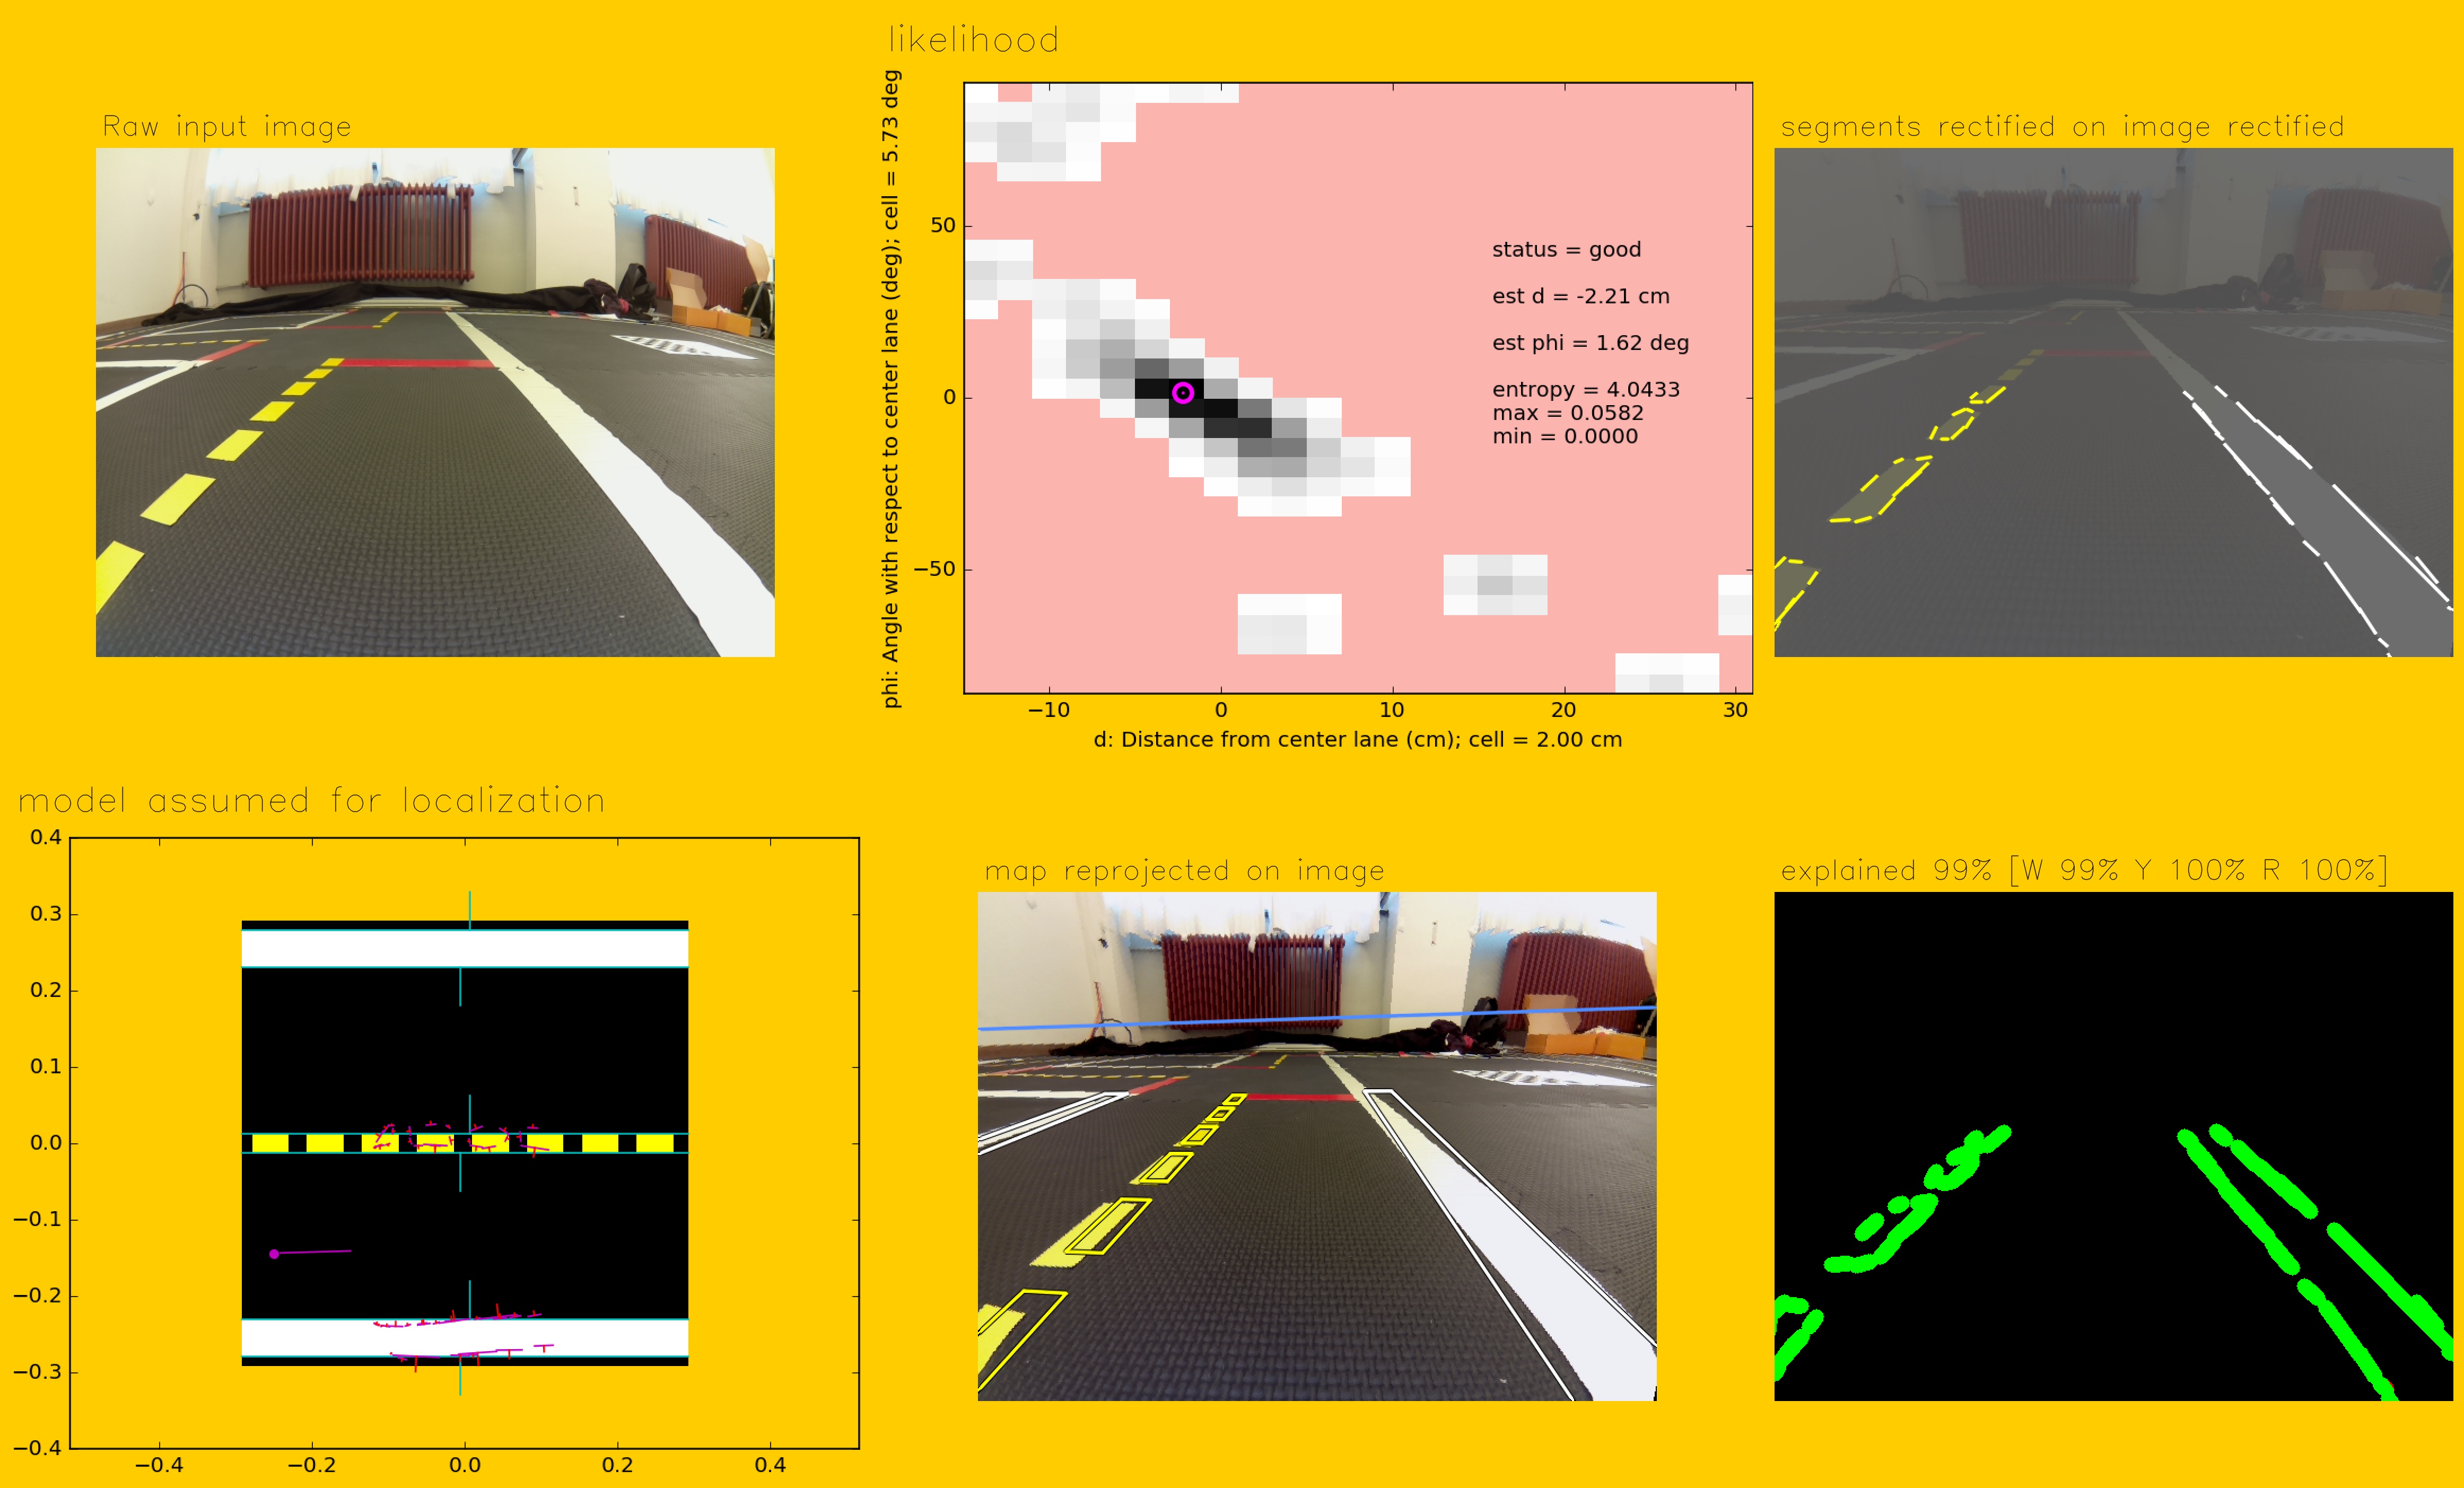 likelihood
Raw input image
segments rectified on image rectified
phi: Angle with respect to center lane (deg); cell = 5.73 deg
50
0
−50
status = good
est d = -2.21 cm
est phi = 1.62 deg
entropy = 4.0433
max = 0.0582
min = 0.0000
−10 0 10 20 30
d: Distance from center lane (cm); cell = 2.00 cm
model assumed for localization
0.4
0.3
0.2
0.1
0.0
−0.1
−0.2
−0.3
−0.4
−0.4 −0.2 0.0 0.2 0.4
map reprojected on image
explained 99% [W 99% Y 100% R 100%]